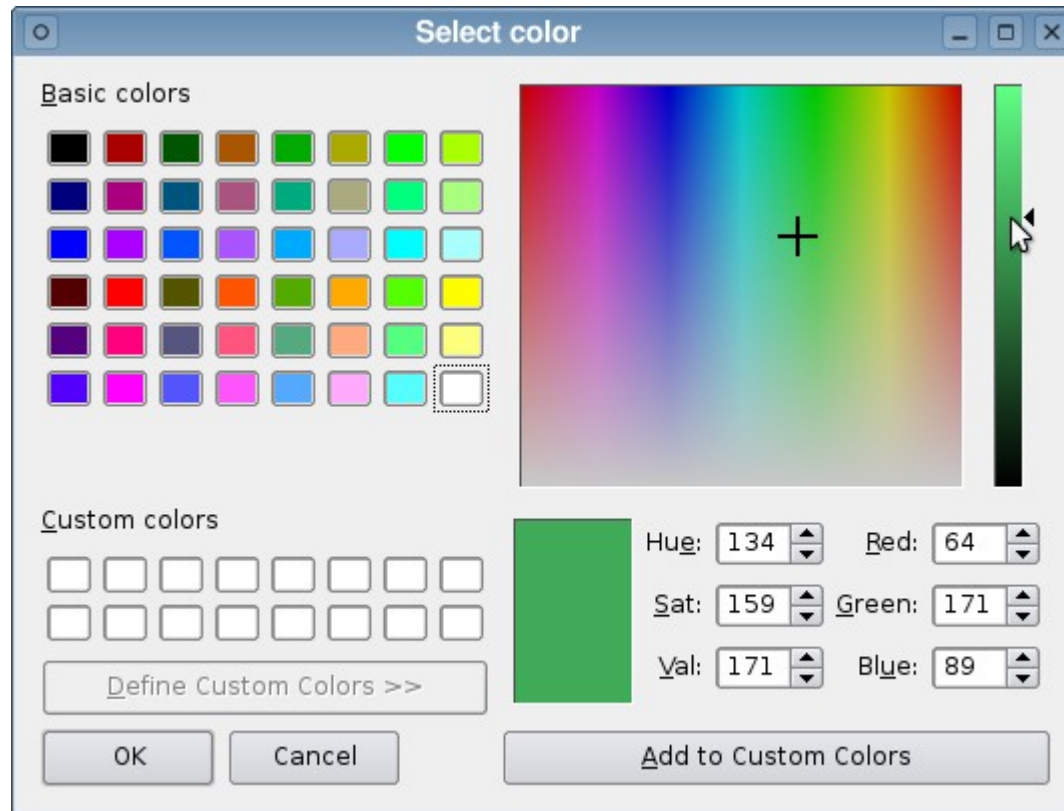 Select color
Basic colors
Custom colors
Define Custom Colors >>
OK
Cancel
Hue: 134
Red: 64
Sat: 159
Green: 171
Val: 171
Blue: 89
Add to Custom Colors